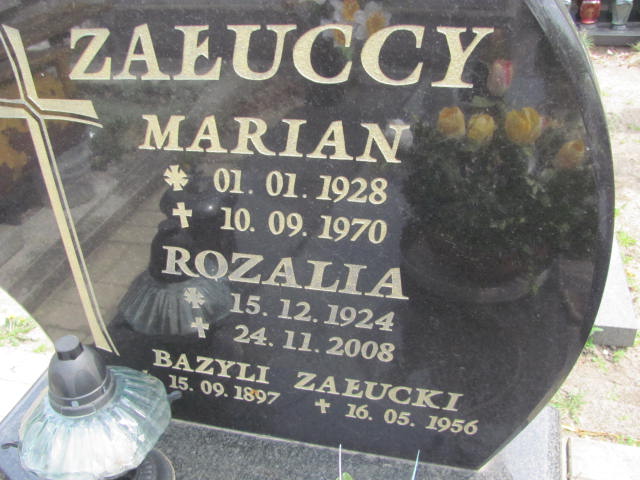 ZAŁUCCY
MARIAN
* 01. 01. 1928
✝ 10. 09. 1970
ROZALIA
* 15. 12. 1924
✝ 24. 11. 2008
BAZYLI ZAŁUCKI
* 15. 09. 1897 ✝ 16. 05. 1956